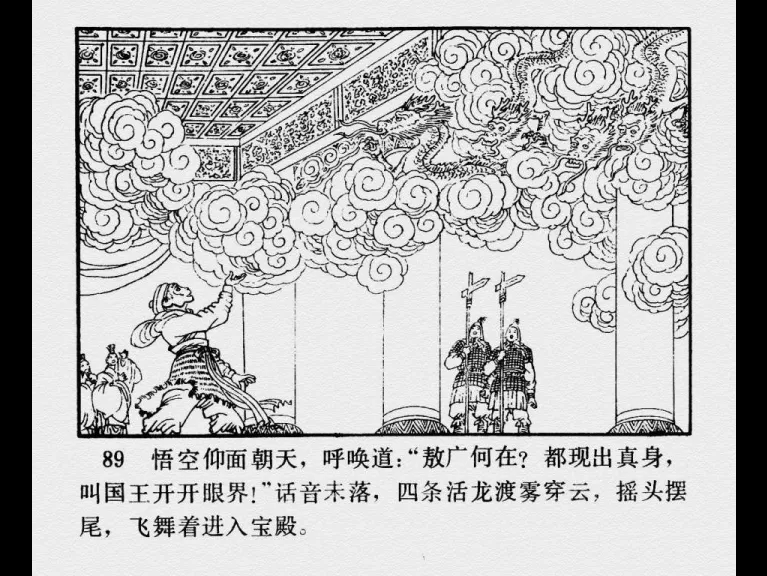 89 悟空仰面朝天，呼唤道：“敖广何在？都现出真身，
叫国王开开眼界！”话音未落，四条活龙渡雾穿云，摇头摆
尾，飞舞着进入宝殿。